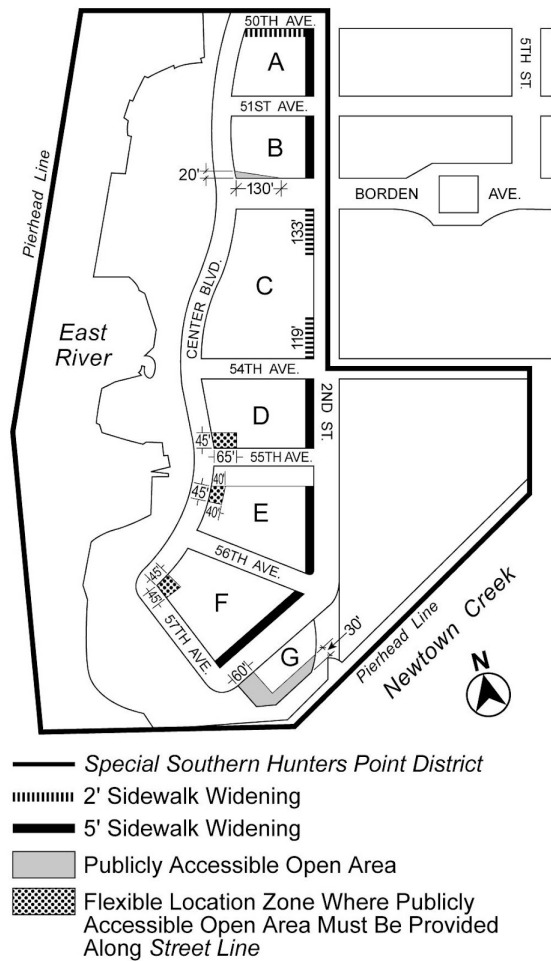 50TH AVE.
A
5TH ST.
51ST AVE.
B
20'
130'
BORDEN AVE.
Pierhead Line
133'
CENTER BLVD.
C
East
River
119'
54TH AVE.
2ND ST.
D
45'
65'
55TH AVE.
40'
45'
40'
E
56TH AVE.
45'
45'
F
57TH AVE.
60'
G
30'
Pierhead Line
Newtown Creek
N
Special Southern Hunters Point District
2' Sidewalk Widening
5' Sidewalk Widening
Publicly Accessible Open Area
Flexible Location Zone Where Publicly
Accessible Open Area Must Be Provided
Along Street Line